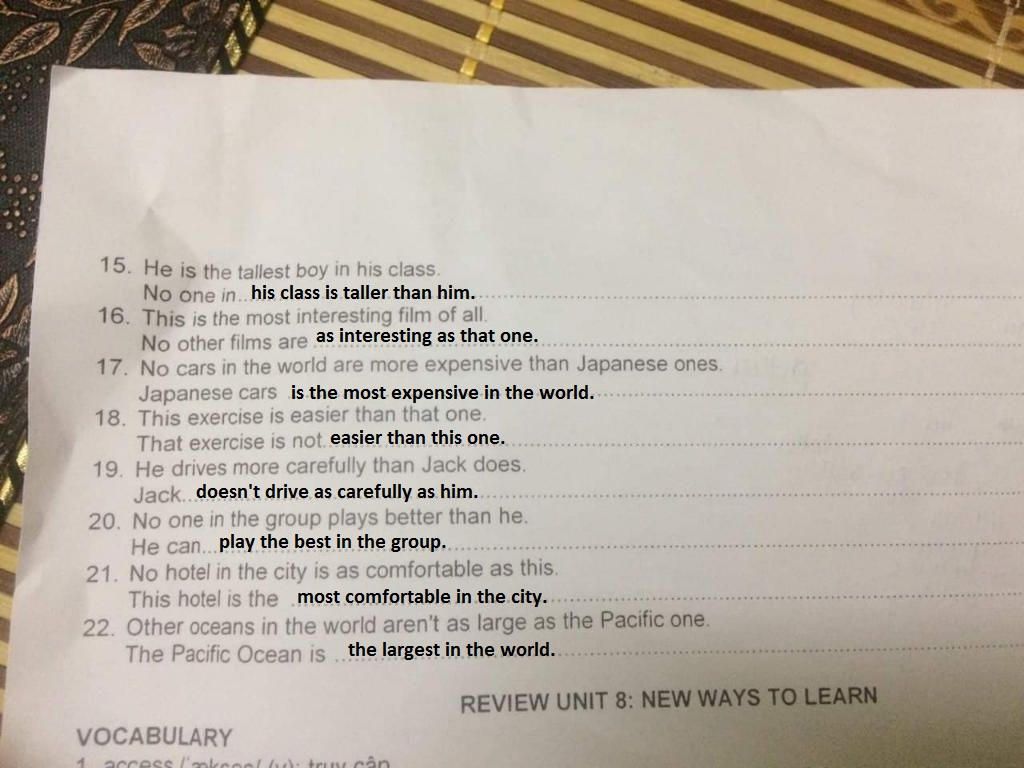 15. He is the tallest boy in his class.
No one in... his class is taller than him.
16. This is the most interesting film of all.
No other films are as interesting as that one.
17. No cars in the world are more expensive than Japanese ones.
Japanese cars is the most expensive in the world.
18. This exercise is easier than that one.
That exercise is not easier than this one.
19. He drives more carefully than Jack does.
Jack... doesn't drive as carefully as him.
20. No one in the group plays better than he.
He can... play the best in the group.
21. No hotel in the city is as comfortable as this.
This hotel is the most comfortable in the city.
22. Other oceans in the world aren't as large as the Pacific one.
The Pacific Ocean is the largest in the world.
REVIEW UNIT 8: NEW WAYS TO LEARN
VOCABULARY
1. access (v): truy cập